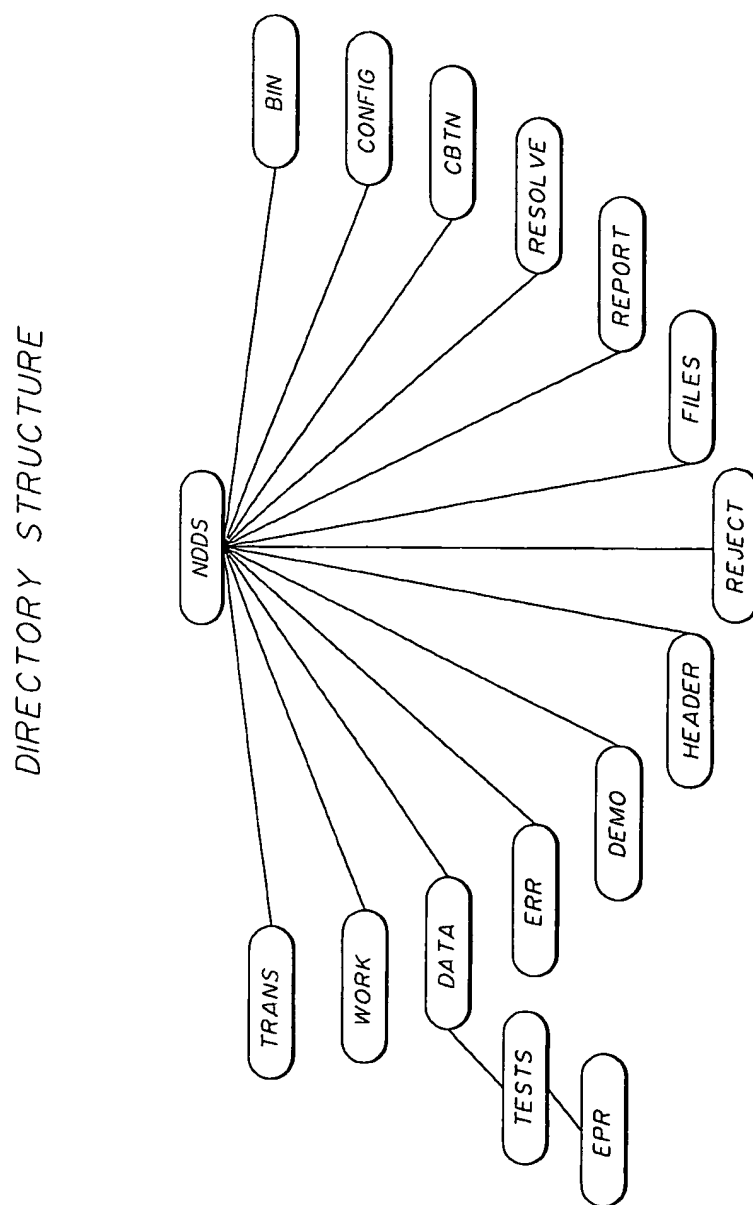 DIRECTORY STRUCTURE
NDDS
TRANS
BIN
WORK
CONFIG
DATA
CBTN
TESTS
ERR
RESOLVE
EPR
DEMO
REPORT
HEADER
FILES
REJECT